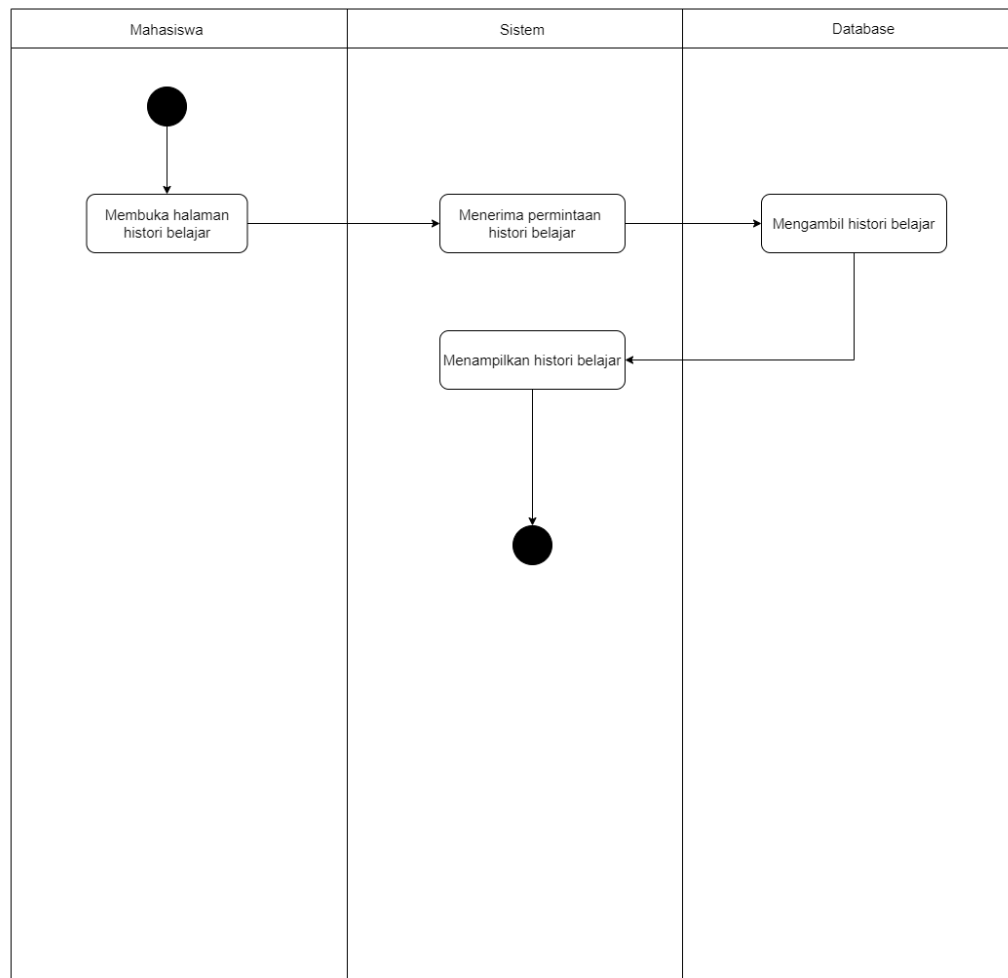 Mahasiswa
Sistem
Database
Membuka halaman
histori belajar
Menerima permintaan
histori belajar
Mengambil histori belajar
Menampilkan histori belajar